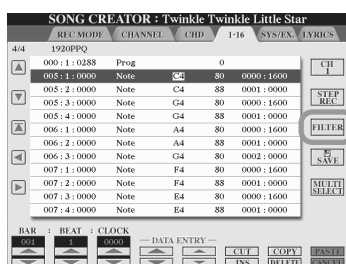 SONG CREATOR : Twinkle Twinkle Little Star
REC MODE CHANNEL CHD 1-16 SYS/EX. LYRICS
4/4 1920PPQ
000 : 1 : 0288 Prog 0
CH 1
005 : 1 : 0000 Note C4 80 0000 : 1600
005 : 2 : 0000 Note C4 88 0001 : 0000
STEP REC
005 : 3 : 0000 Note G4 80 0000 : 1600
005 : 4 : 0000 Note G4 88 0001 : 0000
006 : 1 : 0000 Note A4 80 0000 : 1600
FILTER
006 : 2 : 0000 Note A4 88 0001 : 0000
006 : 3 : 0000 Note G4 80 0002 : 0000
SAVE
007 : 1 : 0000 Note F4 80 0000 : 1600
007 : 2 : 0000 Note F4 88 0001 : 0000
MULTI SELECT
007 : 3 : 0000 Note E4 80 0000 : 1600
007 : 4 : 0000 Note E4 88 0001 : 0000
BAR : BEAT : CLOCK
001 1 0000 DATA ENTRY
CUT COPY PASTE
INS DELETE CANCEL